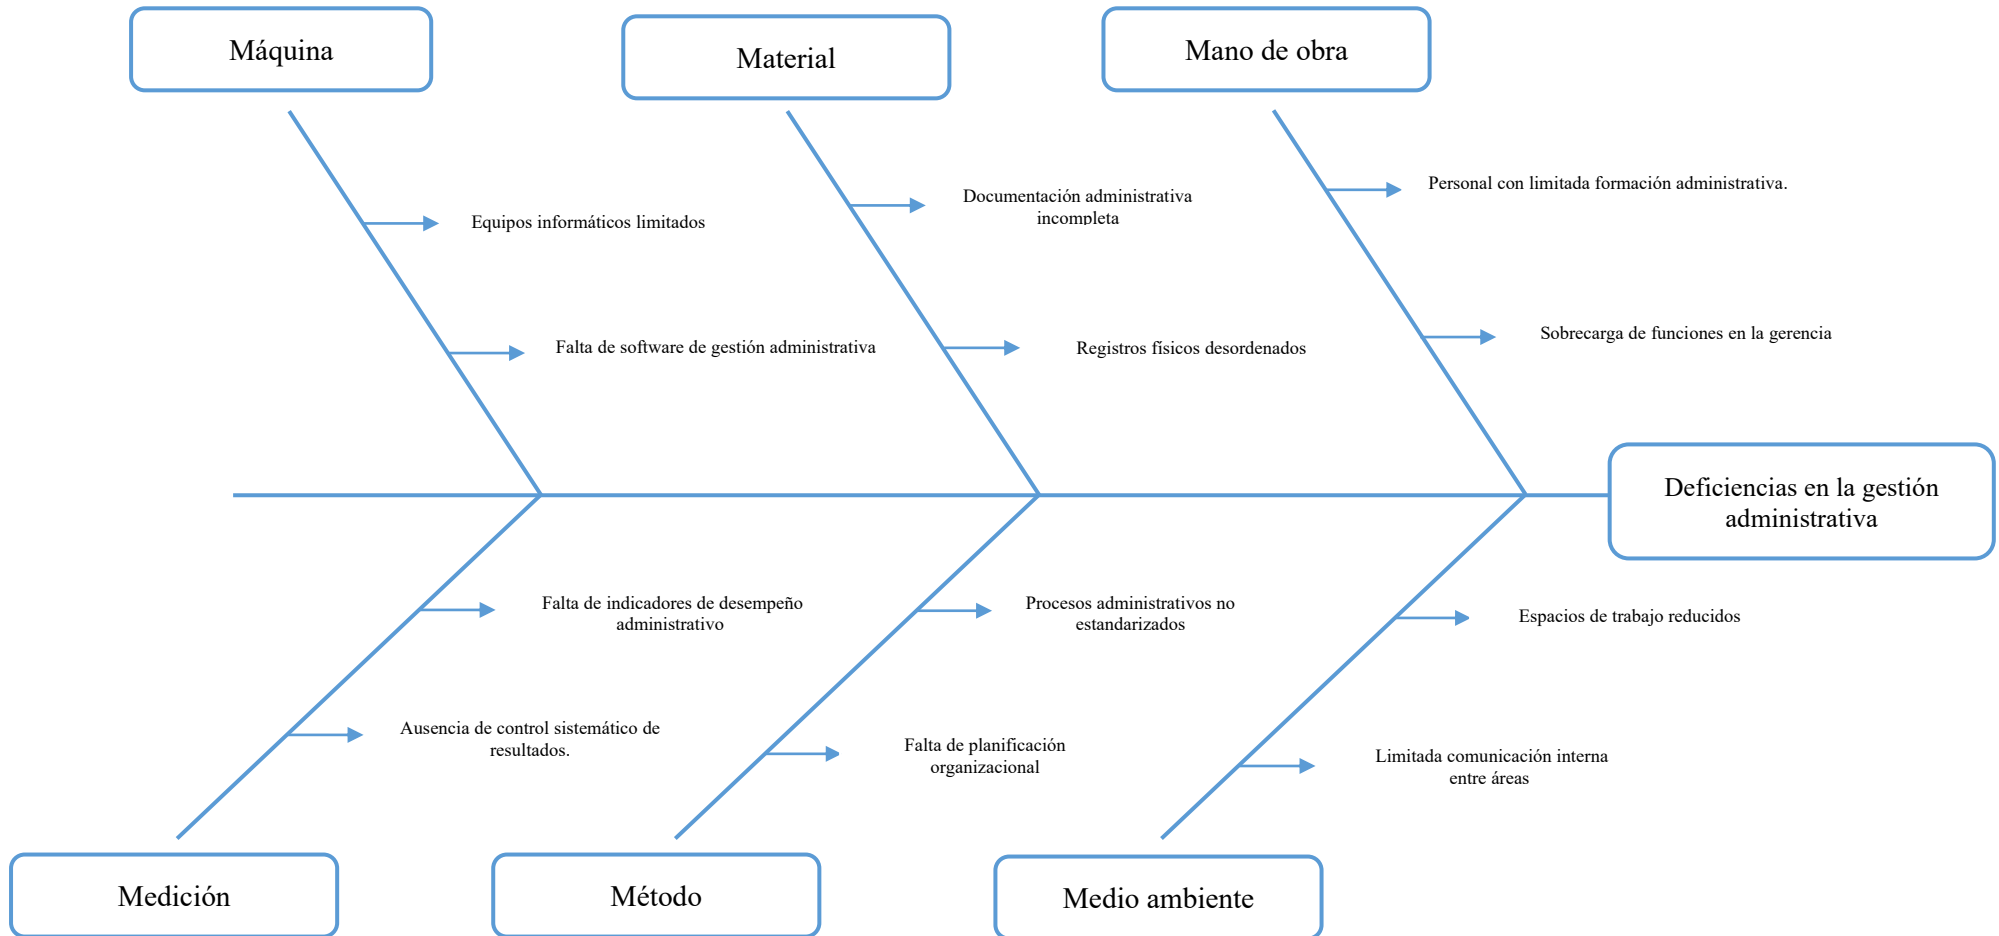 Máquina
Material
Mano de obra
Personal con limitada formación administrativa.
Documentación administrativa
incompleta
Equipos informáticos limitados
Sobrecarga de funciones en la gerencia
Falta de software de gestión administrativa
Registros físicos desordenados
Deficiencias en la gestión
administrativa
Falta de indicadores de desempeño
administrativo
Procesos administrativos no
estandarizados
Espacios de trabajo reducidos
Ausencia de control sistemático de
resultados.
Falta de planificación
organizacional
Limitada comunicación interna
entre áreas
Medición
Método
Medio ambiente